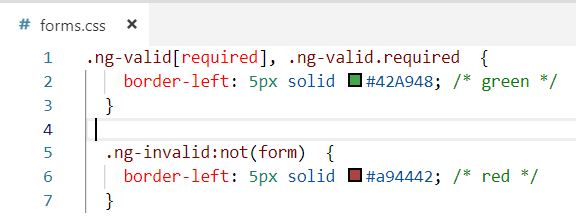 # forms.css ×
1 .ng-valid[required], .ng-valid.required  {
2   border-left: 5px solid #42A948; /* green */
3 }
4
5 .ng-invalid:not(form)  {
6   border-left: 5px solid #a94442; /* red */
7 }